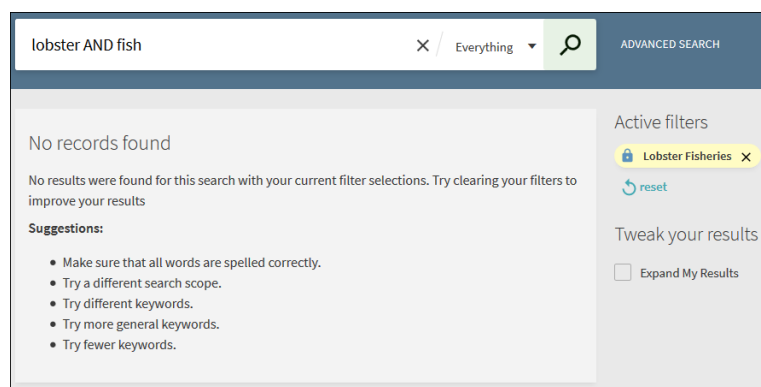 lobster AND fish
Everything
ADVANCED SEARCH
No records found
No results were found for this search with your current filter selections. Try clearing your filters to
improve your results
Suggestions:
Make sure that all words are spelled correctly.
Try a different search scope.
Try different keywords.
Try more general keywords.
Try fewer keywords.
Active filters
Lobster Fisheries
reset
Tweak your results
Expand My Results